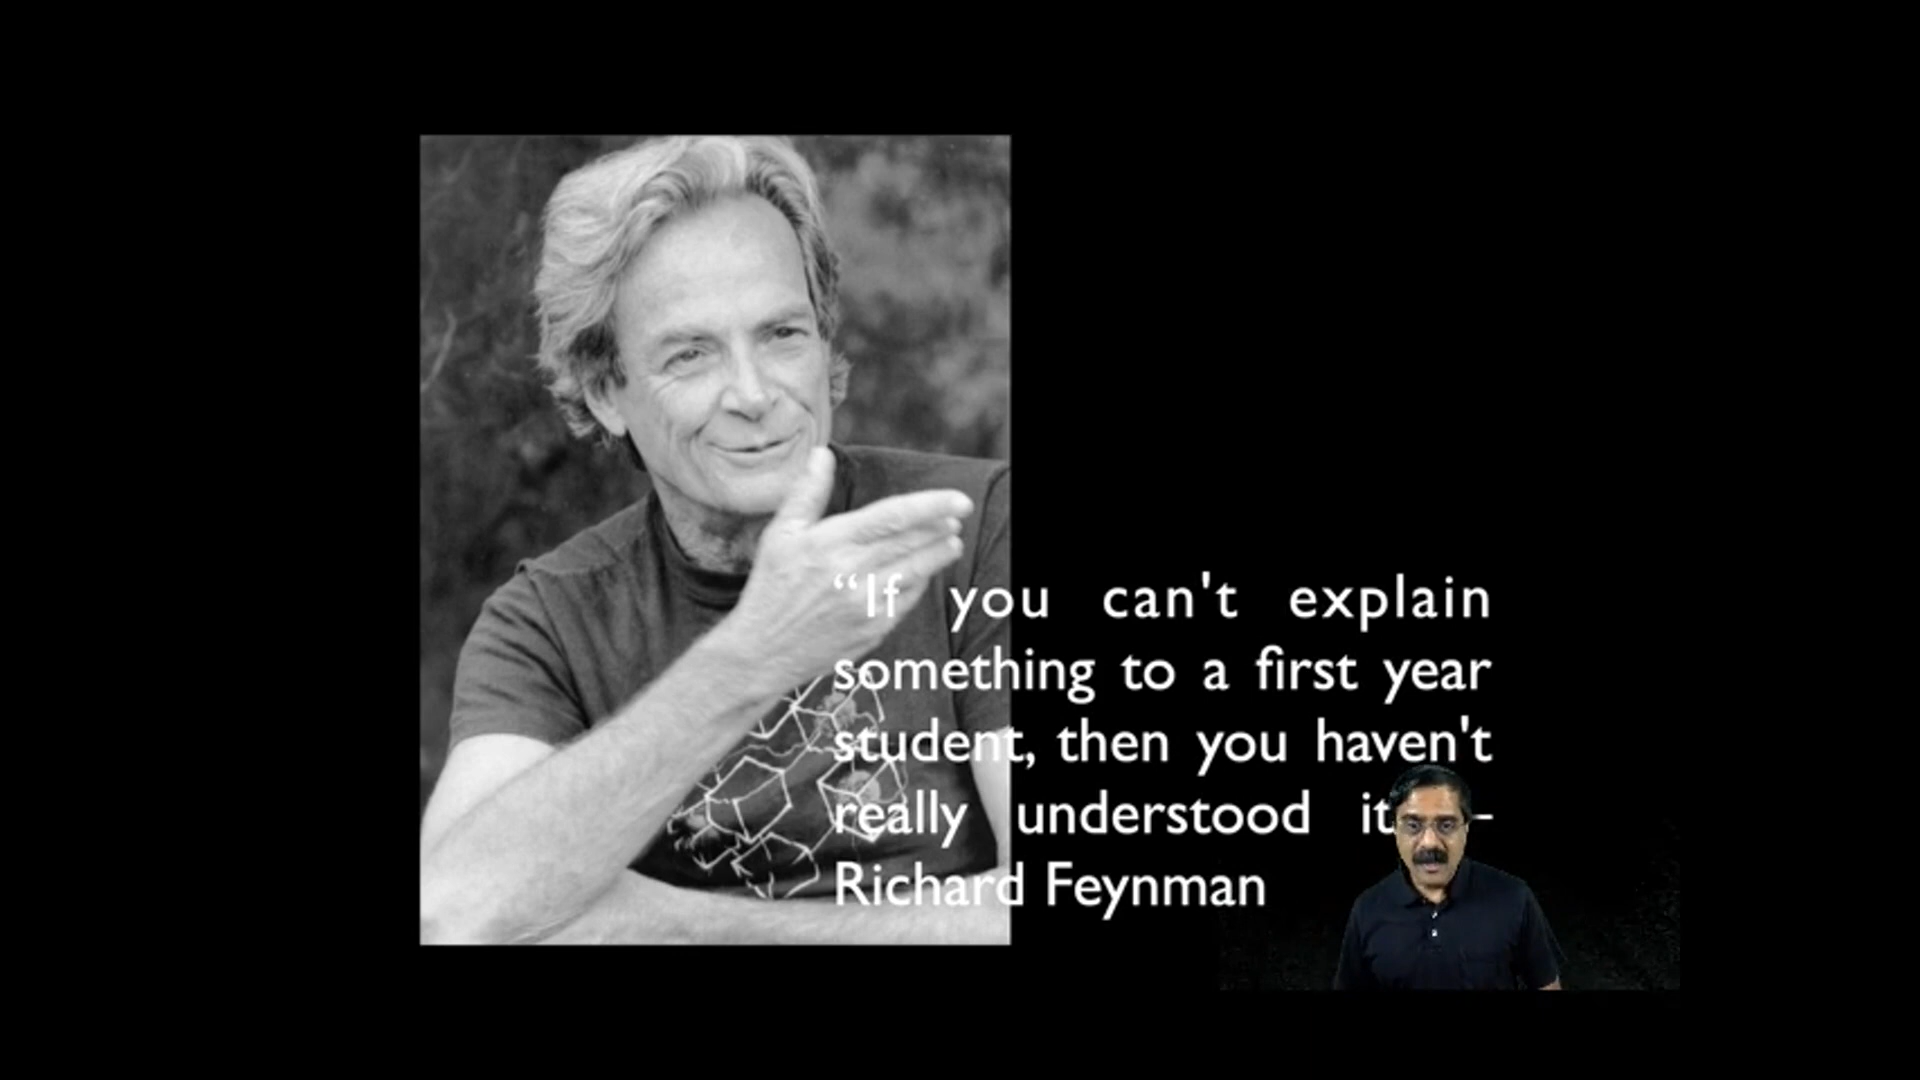 “If you can't explain
something to a first year
student, then you haven't
really understood it –
Richard Feynman